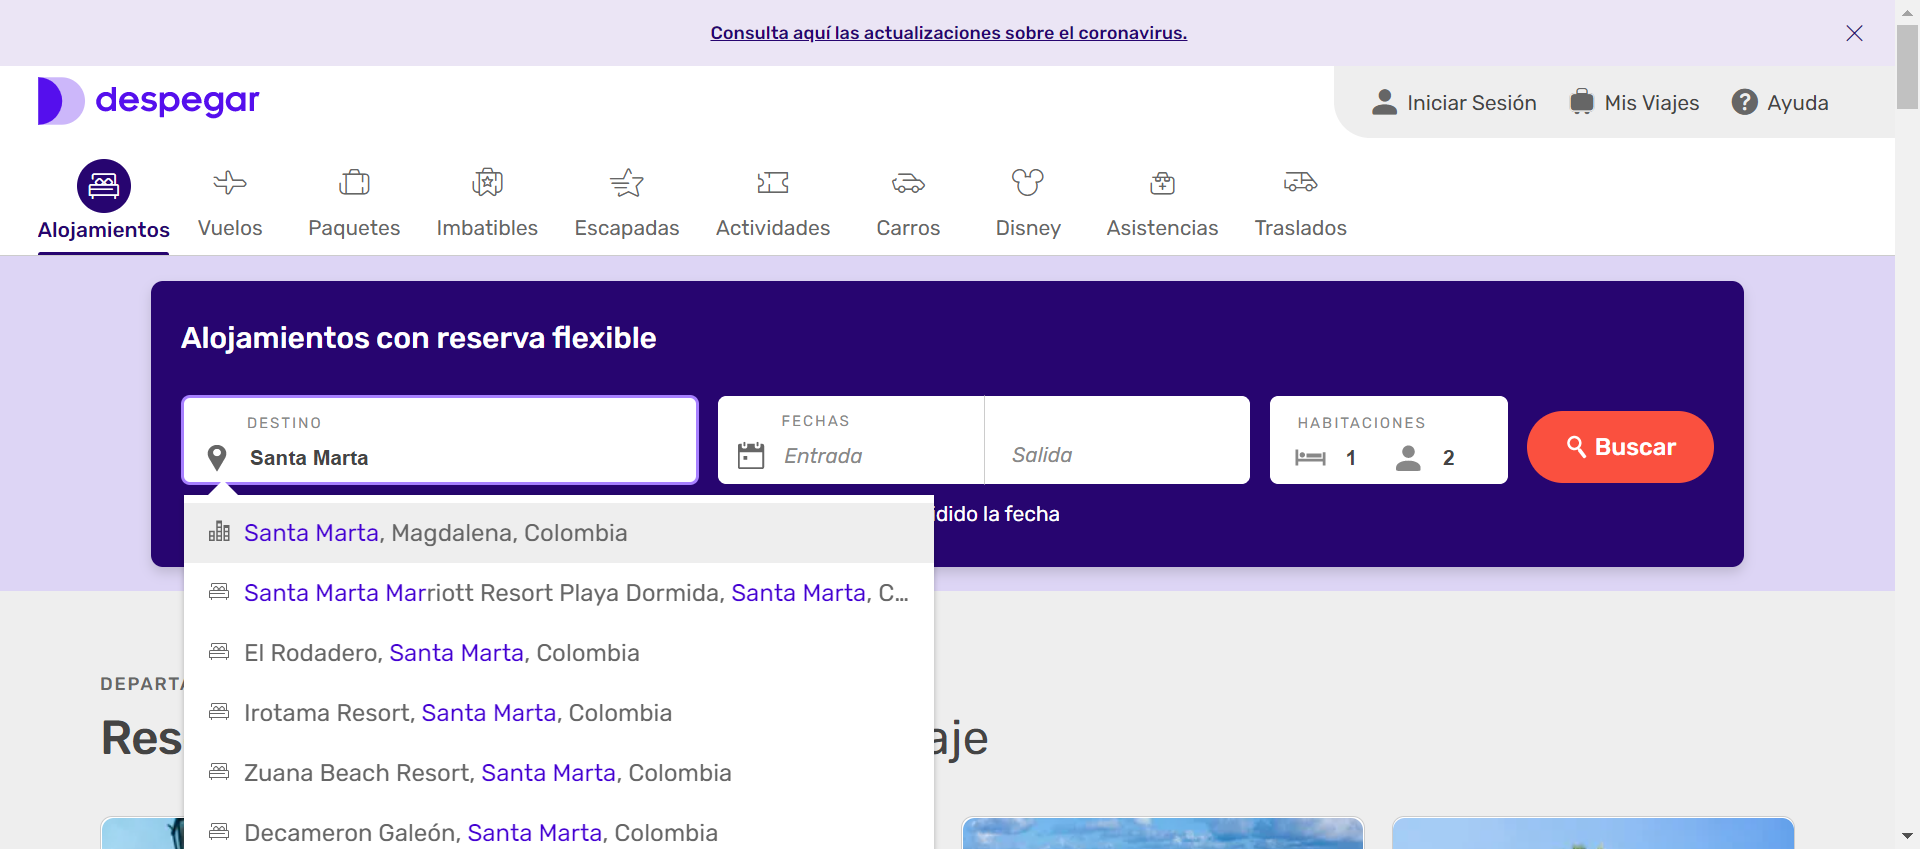 Consulta aquí las actualizaciones sobre el coronavirus.
despegar
Iniciar Sesión
Mis Viajes
? Ayuda
Alojamientos
Vuelos
Paquetes
Imbatibles
Escapadas
Actividades
Carros
Disney
Asistencias
Traslados
Alojamientos con reserva flexible
DESTINO
Santa Marta
FECHAS
Entrada
Salida
HABITACIONES
1
2
Buscar
Santa Marta, Magdalena, Colombia
Santa Marta Marriott Resort Playa Dormida, Santa Marta, C...
El Rodadero, Santa Marta, Colombia
Irotama Resort, Santa Marta, Colombia
Zuana Beach Resort, Santa Marta, Colombia
Decameron Galeón, Santa Marta, Colombia
idido la fecha
DEPARTA
Res
aje